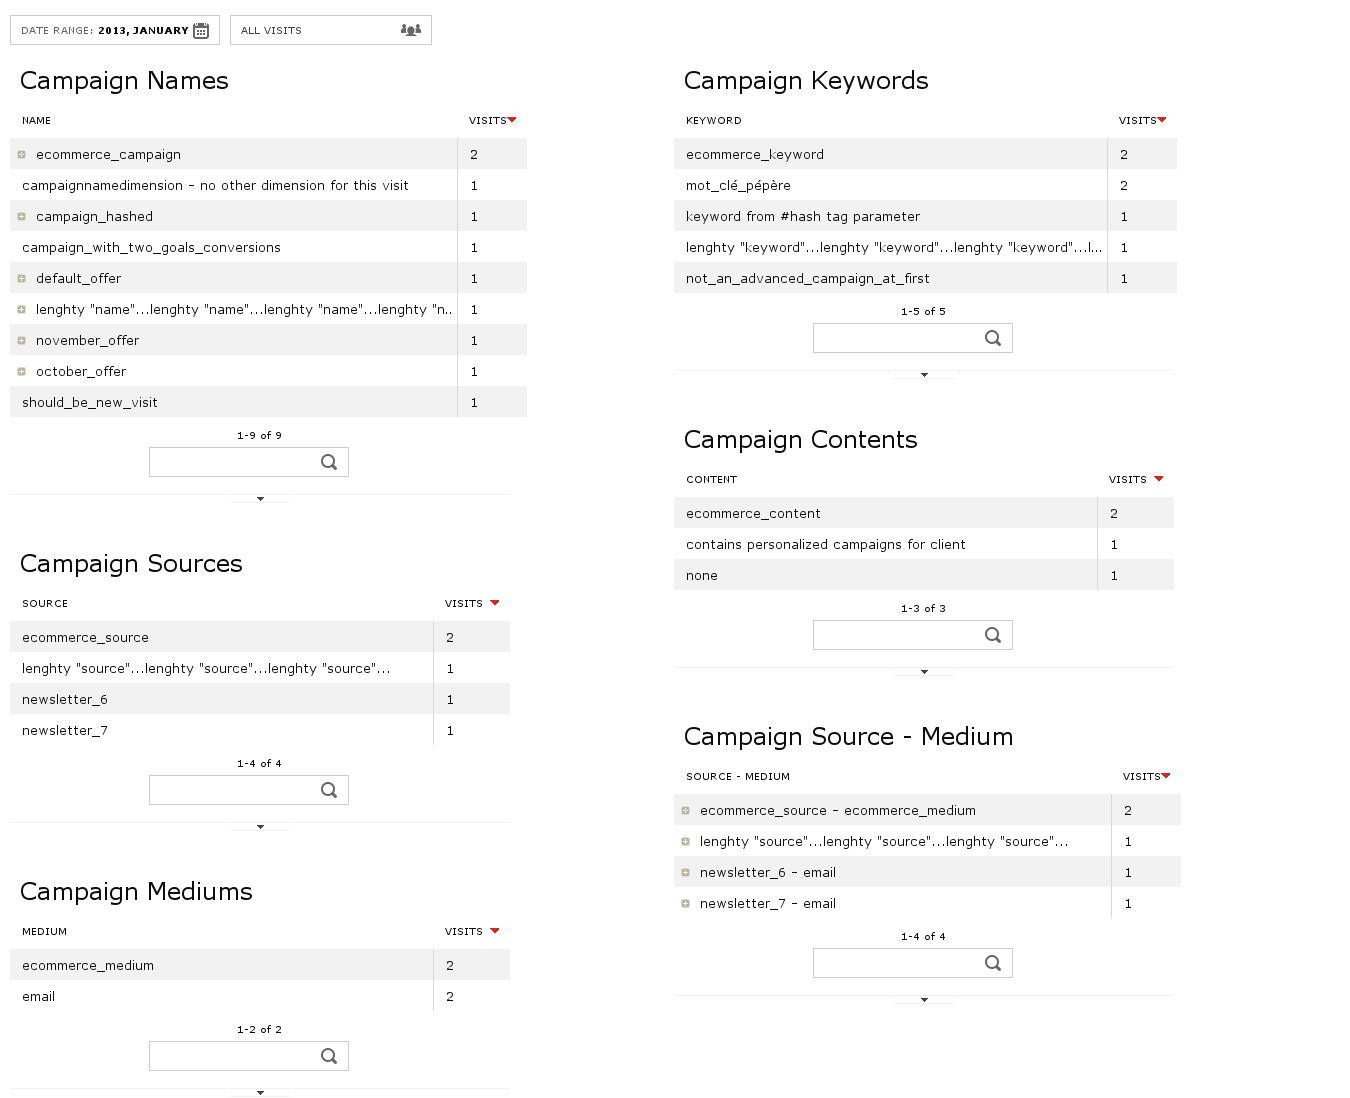 DATE RANGE: 2013, JANUARY
ALL VISITS
Campaign Names
NAME VISITS
ecommerce_campaign 2
campaignnamedimension - no other dimension for this visit 1
campaign_hashed 1
campaign_with_two_goals_conversions 1
default_offer 1
lenghty "name"...lenghty "name"...lenghty "name"...lenghty "n.. 1
november_offer 1
october_offer 1
should_be_new_visit 1
1-9 of 9
Campaign Sources
SOURCE VISITS
ecommerce_source 2
lenghty "source"...lenghty "source"...lenghty "source"... 1
newsletter_6 1
newsletter_7 1
1-4 of 4
Campaign Mediums
MEDIUM VISITS
ecommerce_medium 2
email 2
1-2 of 2
Campaign Keywords
KEYWORD VISITS
ecommerce_keyword 2
mot_clé_pépère 2
keyword from #hash tag parameter 1
lenghty "keyword"...lenghty "keyword"...lenghty "keyword"...l... 1
not_an_advanced_campaign_at_first 1
1-5 of 5
Campaign Contents
CONTENT VISITS
ecommerce_content 2
contains personalized campaigns for client 1
none 1
1-3 of 3
Campaign Source - Medium
SOURCE - MEDIUM VISITS
ecommerce_source - ecommerce_medium 2
lenghty "source"...lenghty "source"...lenghty "source"... 1
newsletter_6 - email 1
newsletter_7 - email 1
1-4 of 4